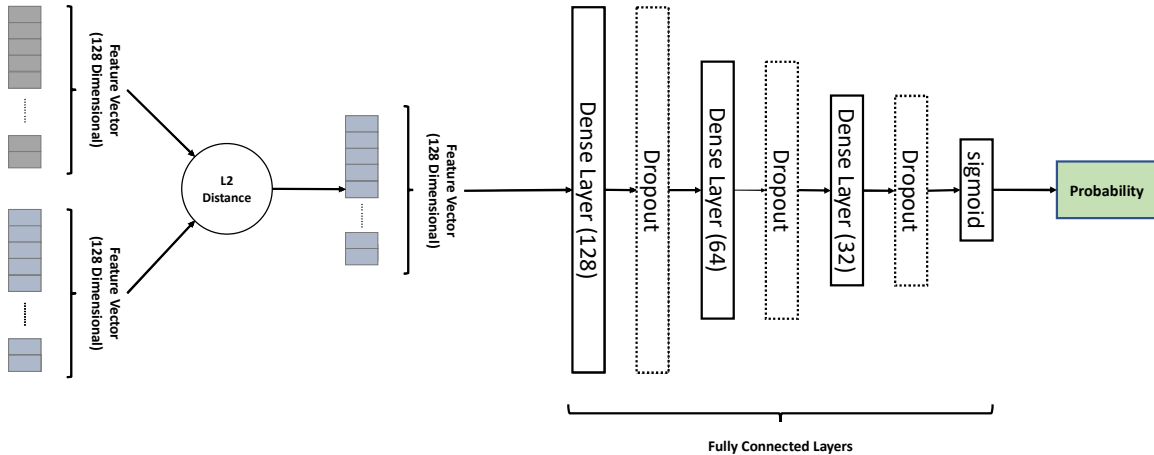 Feature Vector
(128 Dimensional)
Feature Vector
(128 Dimensional)
L2
Distance
Feature Vector
(128 Dimensional)
Dense Layer (128)
Dropout
Dense Layer (64)
Dropout
Dense Layer (32)
Dropout
sigmoid
Probability
Fully Connected Layers